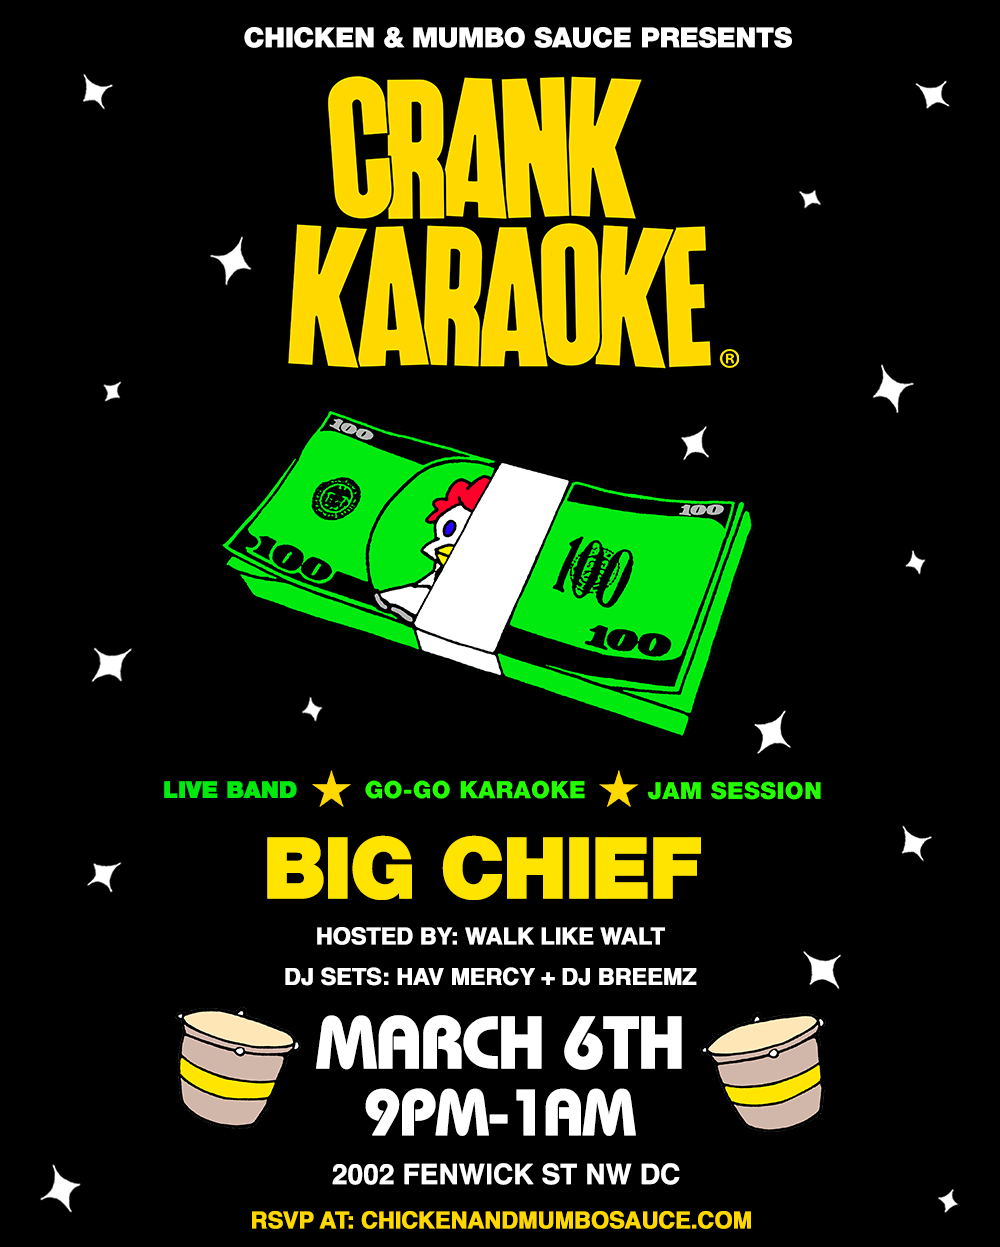 CHICKEN & MUMBO SAUCE PRESENTS
CRANK
KARAOKE®
100
100
100
100
100
LIVE BAND ★ GO-GO KARAOKE ★ JAM SESSION
BIG CHIEF
HOSTED BY: WALK LIKE WALT
DJ SETS: HAV MERCY + DJ BREEMZ
MARCH 6TH
9PM-1AM
2002 FENWICK ST NW DC
RSVP AT: CHICKENANDMUMBOSAUCE.COM